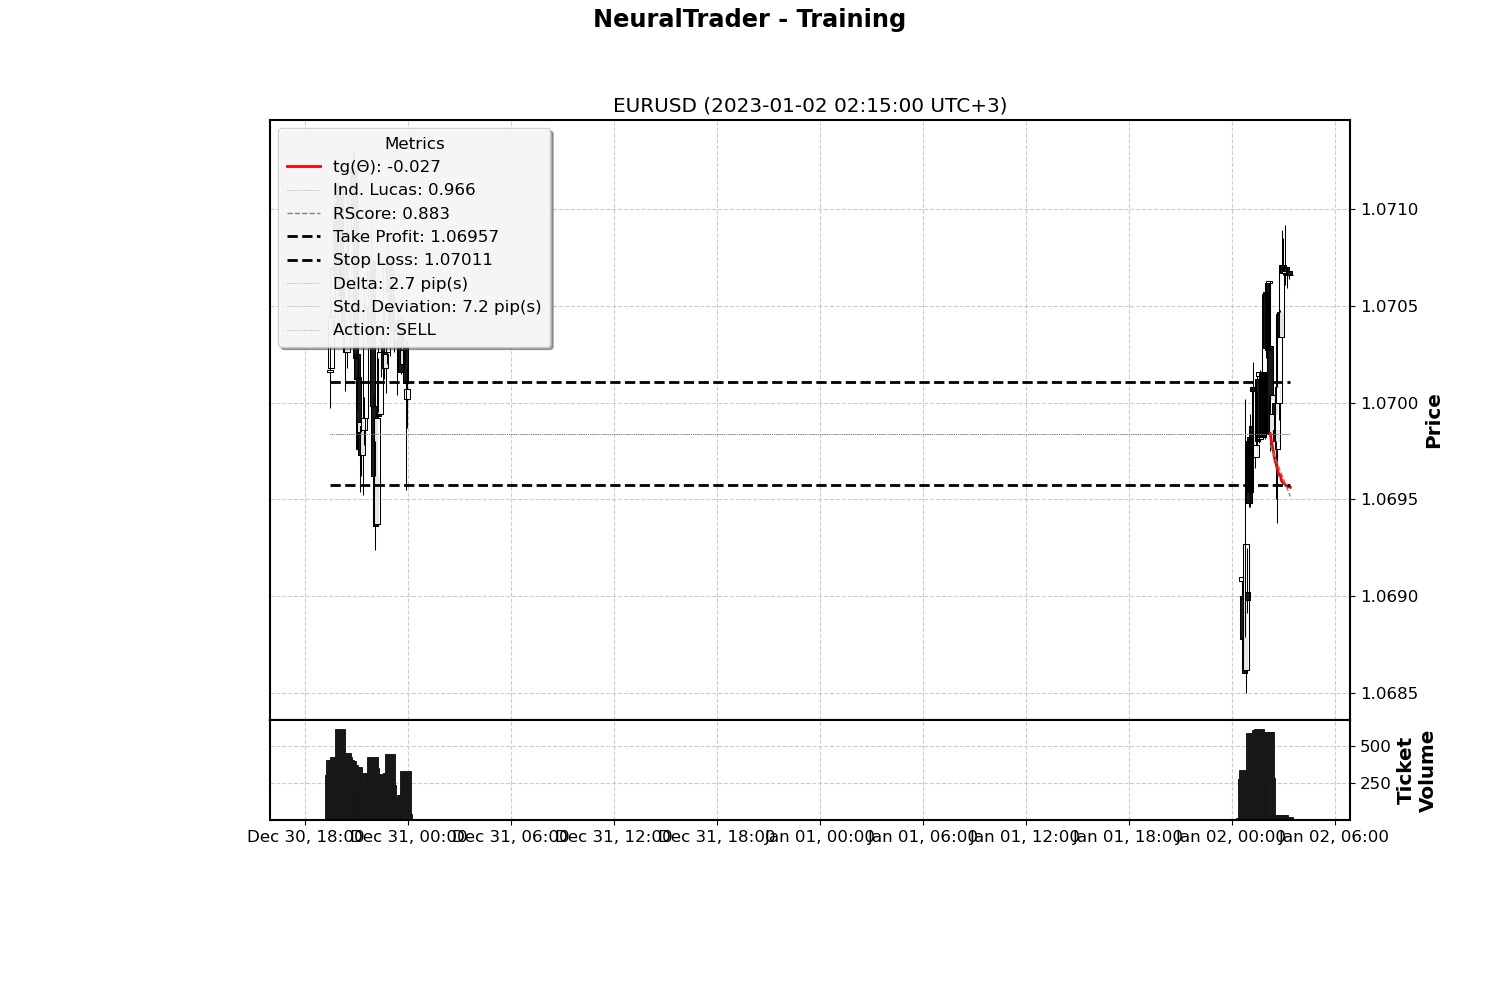 NeuralTrader - Training
EURUSD (2023-01-02 02:15:00 UTC+3)
Metrics
tg(Θ): -0.027
Ind. Lucas: 0.966
RScore: 0.883
Take Profit: 1.06957
Stop Loss: 1.07011
Delta: 2.7 pip(s)
Std. Deviation: 7.2 pip(s)
Action: SELL
1.0710
1.0705
1.0700
1.0695
1.0690
1.0685
Price
500
250
Ticket
Volume
Dec 30, 18:00
Dec 31, 00:00
Dec 31, 06:00
Dec 31, 12:00
Dec 31, 18:00
Jan 01, 00:00
Jan 01, 06:00
Jan 01, 12:00
Jan 01, 18:00
Jan 02, 00:00
Jan 02, 06:00